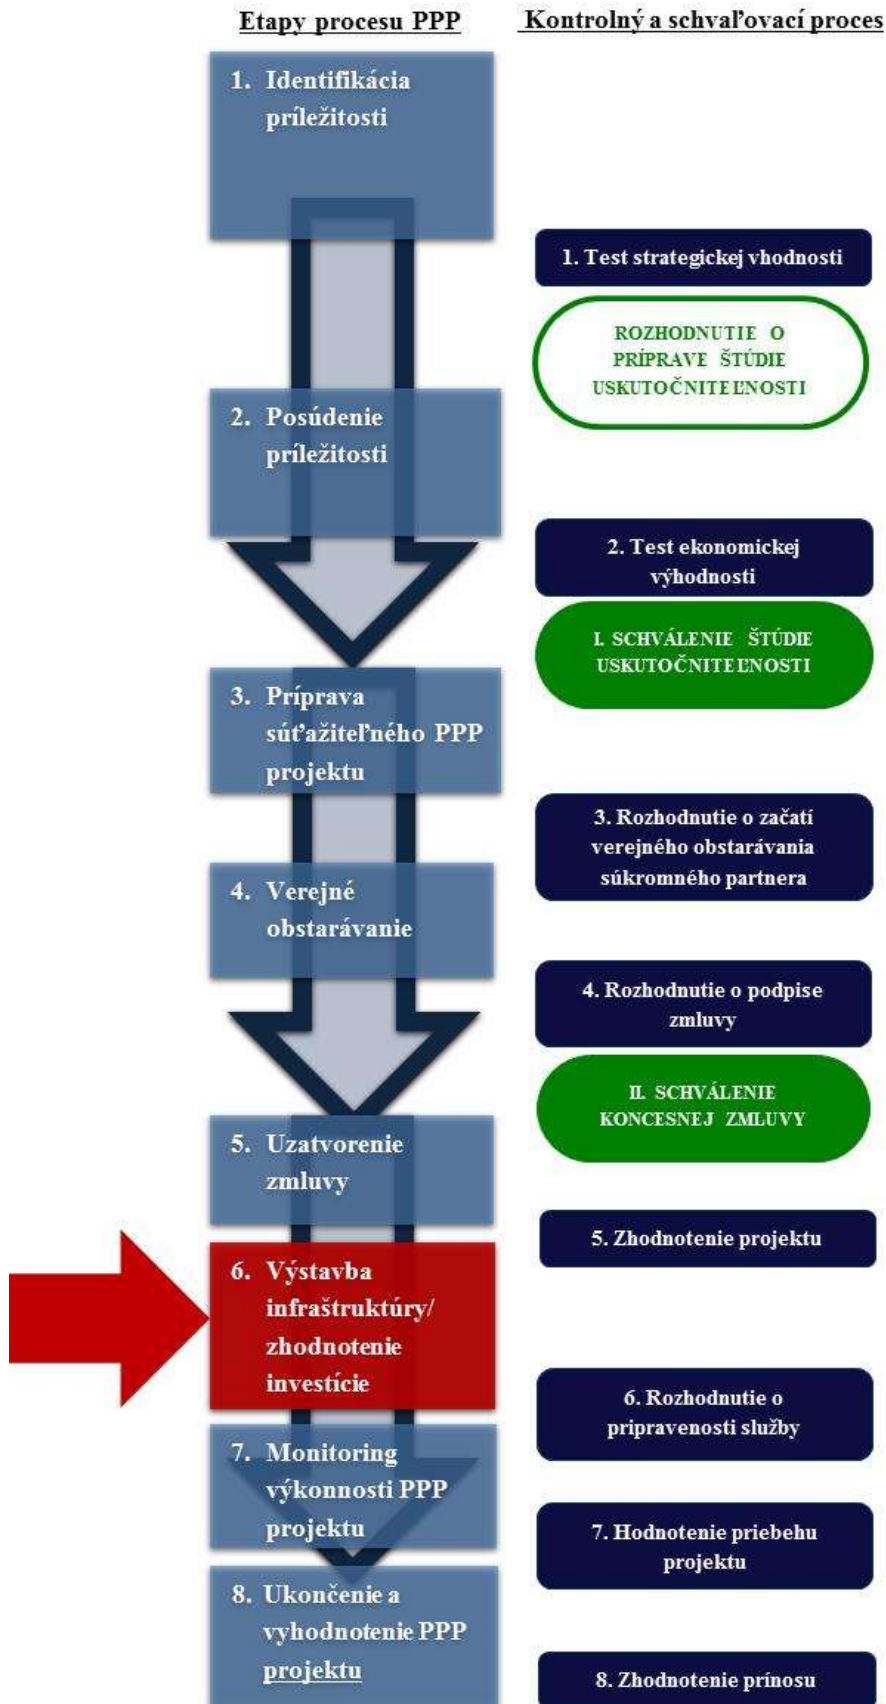 Etapy procesu PPP
Kontrolný a schvaľovací proces
1. Identifikácia
príležitosti
1. Test strategickej vhodnosti
ROZHODNUTIE O
PRÍPRAVE ŠTÚDIE
USKUTOČNITEĽNOSTI
2. Posúdenie
príležitosti
2. Test ekonomickej
výhodnosti
I. SCHVÁLENIE ŠTÚDIE
USKUTOČNITEĽNOSTI
3. Príprava
súťažiteľného PPP
projektu
3. Rozhodnutie o začatí
verejného obstarávania
súkromného partnera
4. Verejné
obstarávanie
4. Rozhodnutie o podpise
zmluvy
II. SCHVÁLENIE
KONCESNEJ ZMLUVY
5. Uzatvorenie
zmluvy
5. Zhodnotenie projektu
6. Výstavba
infraštruktúry/
zhodnotenie
investície
6. Rozhodnutie o
pripravenosti služby
7. Monitoring
výkonnosti PPP
projektu
7. Hodnotenie priebehu
projektu
8. Ukončenie a
vyhodnotenie PPP
projektu
8. Zhodnotenie prínosu